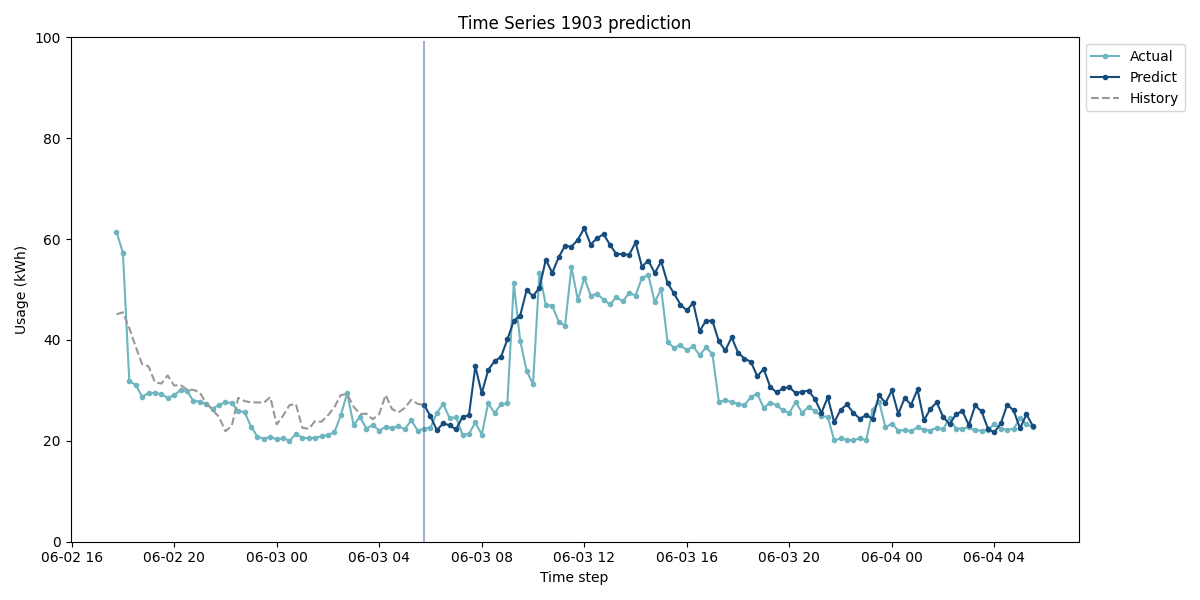 Time Series 1903 prediction
100
80
60
40
20
0
Usage (kWh)
06-02 16
06-02 20
06-03 00
06-03 04
06-03 08
06-03 12
06-03 16
06-03 20
06-04 00
06-04 04
Time step
Actual
Predict
History